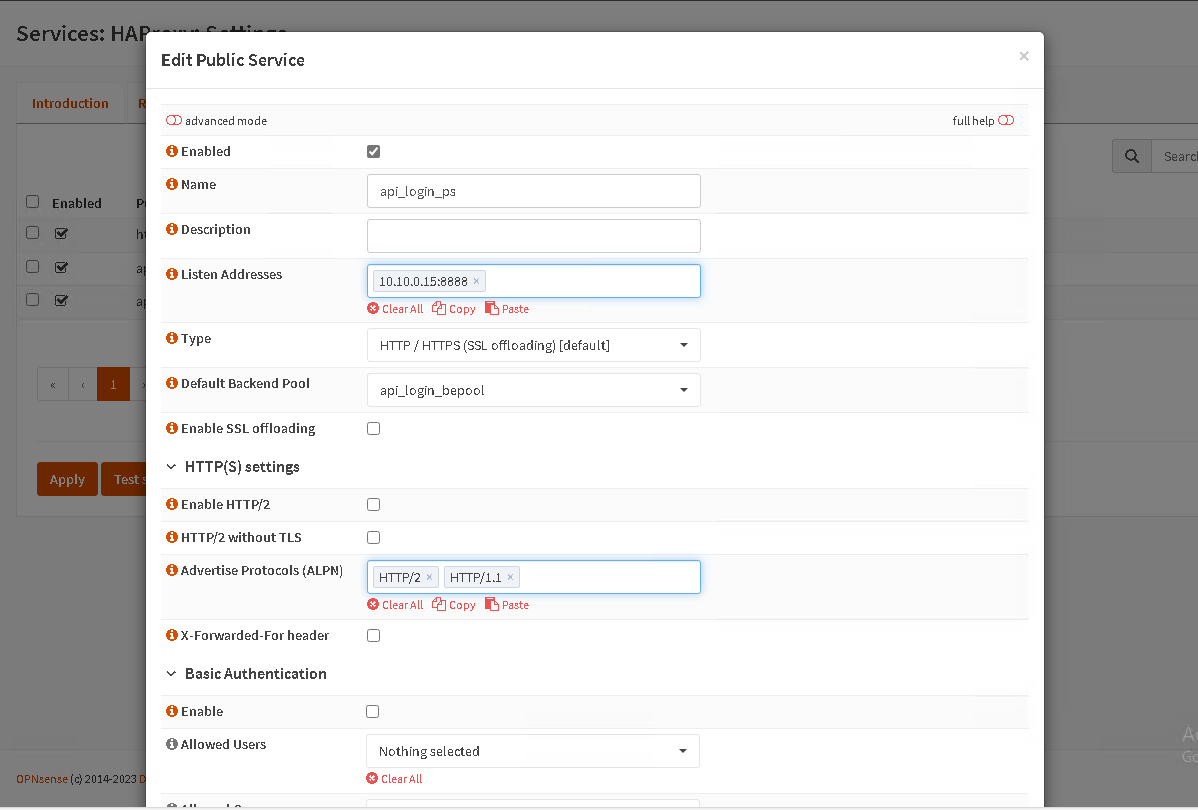 Services: HAProxy: Settings
Edit Public Service
×
Introduction
advanced mode
full help
Enabled
Name
api_login_ps
Search
Description
Enabled
Listen Addresses
10.10.0.15:8888 ×
Clear All Copy Paste
Type
HTTP / HTTPS (SSL offloading) [default]
Default Backend Pool
api_login_bepool
« ‹ 1 ›
Enable SSL offloading
HTTP(S) settings
Apply
Test s
Enable HTTP/2
HTTP/2 without TLS
Advertise Protocols (ALPN)
HTTP/2 × HTTP/1.1 ×
Clear All Copy Paste
X-Forwarded-For header
Basic Authentication
Enable
Allowed Users
Nothing selected
Clear All
OPNsense (c) 2014-2023 D